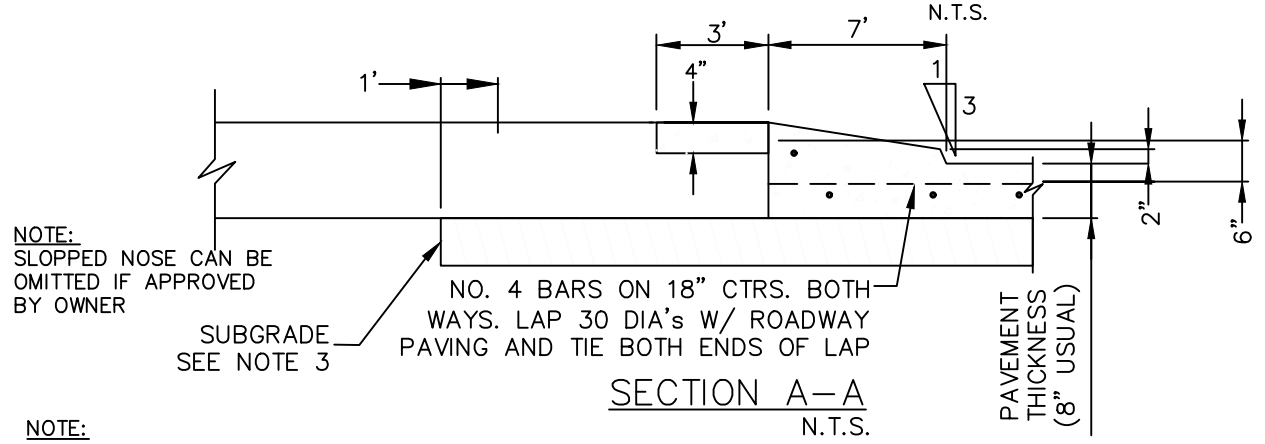 N.T.S.
3'
7'
1'
4"
1
3
2"
6"
NOTE:
SLOPPED NOSE CAN BE
OMITTED IF APPROVED
BY OWNER
SUBGRADE
SEE NOTE 3
NO. 4 BARS ON 18" CTRS. BOTH
WAYS. LAP 30 DIA's W/ ROADWAY
PAVING AND TIE BOTH ENDS OF LAP
PAVEMENT
THICKNESS
(8" USUAL)
SECTION A-A
N.T.S.
NOTE: